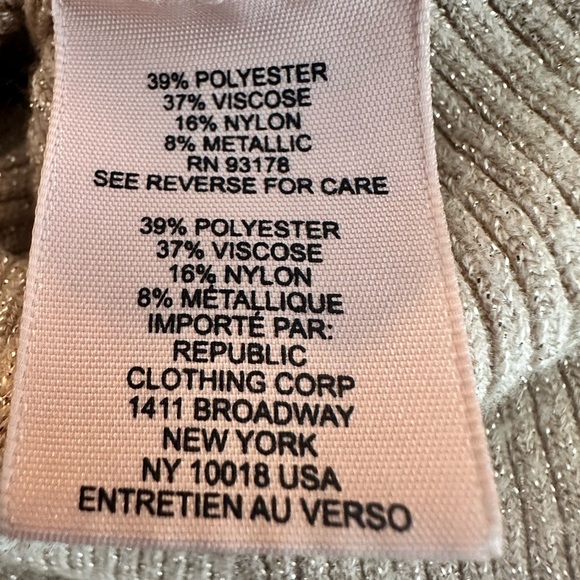 39% POLYESTER
37% VISCOSE
16% NYLON
8% METALLIC
RN 93178
SEE REVERSE FOR CARE
39% POLYESTER
37% VISCOSE
16% NYLON
8% MÉTALLIQUE
IMPORTÉ PAR:
REPUBLIC
CLOTHING CORP
1411 BROADWAY
NEW YORK
NY 10018 USA
ENTRETIEN AU VERSO